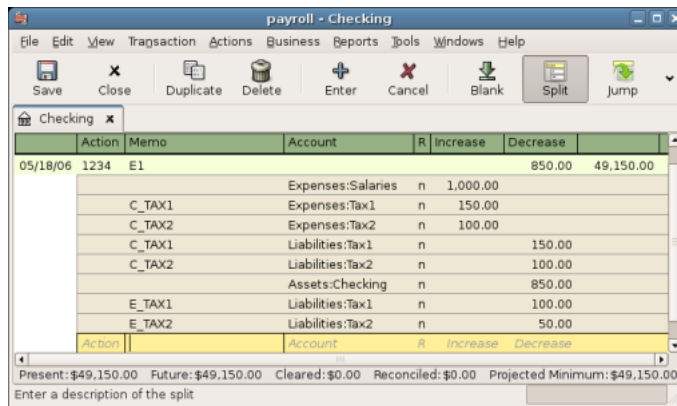 payroll - Checking
File Edit View Transaction Actions Business Reports Tools Windows Help
Save Close Duplicate Delete Enter Cancel Blank Split Jump
Checking
Action Memo Account R Increase Decrease
05/18/06 1234 E1 850.00 49,150.00
Expenses:Salaries n 1,000.00
C_TAX1 Expenses:Tax1 n 150.00
C_TAX2 Expenses:Tax2 n 100.00
C_TAX1 Liabilities:Tax1 n 150.00
C_TAX2 Liabilities:Tax2 n 100.00
Assets:Checking n 850.00
E_TAX1 Liabilities:Tax1 n 100.00
E_TAX2 Liabilities:Tax2 n 50.00
Action Account R Increase Decrease
Present:$49,150.00 Future:$49,150.00 Cleared:$0.00 Reconciled:$0.00 Projected Minimum:$49,150.00
Enter a description of the split